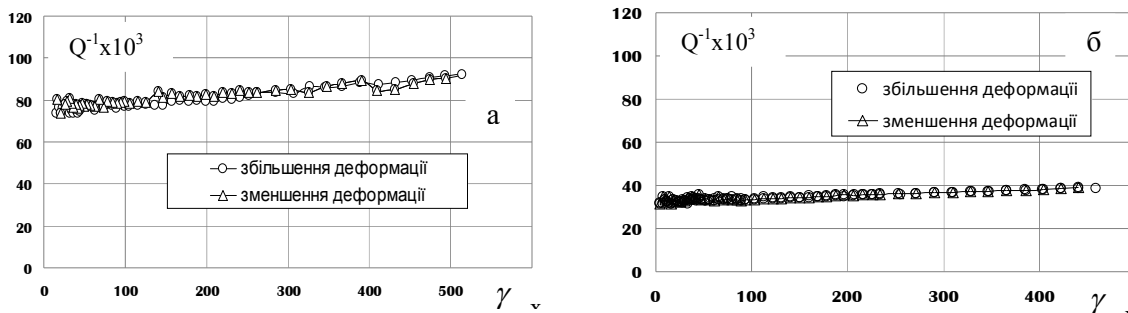 120
Q⁻¹x10³
100
80
60
40
20
0
а
збільшення деформації
зменшення деформації
0 100 200 300 400 500
γ x
120
Q⁻¹x10³
б
100
80
60
40
20
0
збільшення деформації
зменшення деформації
0 100 200 300 400
γ